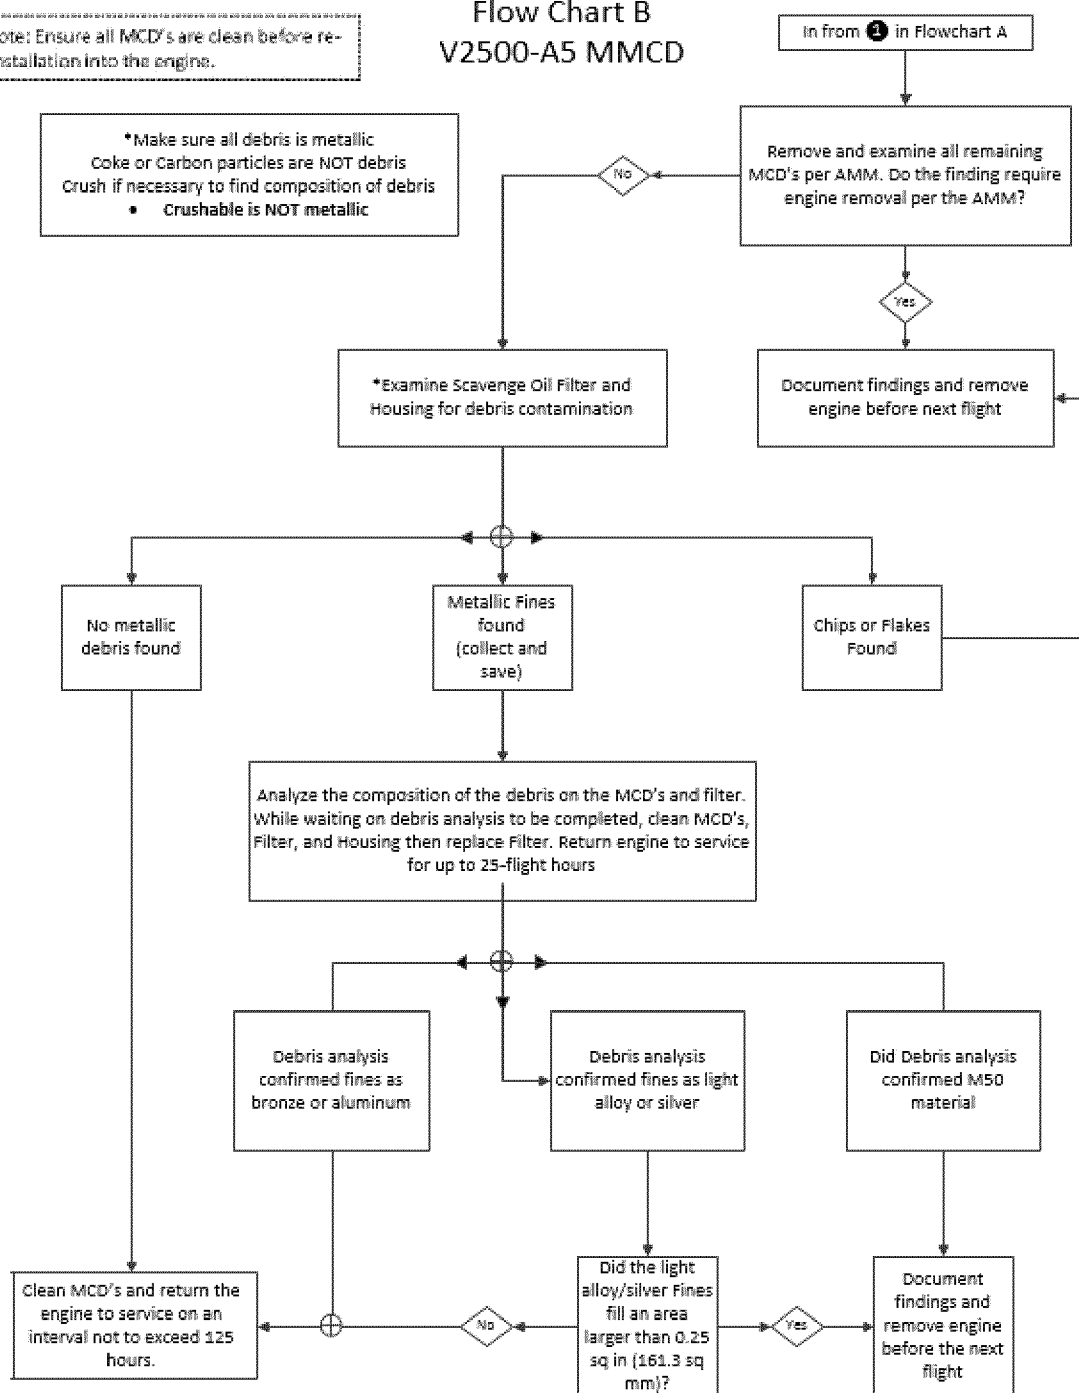 Flow Chart B
V2500-A5 MMCD
ote: Ensure all MCD's are clean before re-
nstallation into the engine.
In from 1 in Flowchart A
*Make sure all debris is metallic
Coke or Carbon particles are NOT debris
Crush if necessary to find composition of debris
• Crushable is NOT metallic
Remove and examine all remaining
MCD's per AMM. Do the finding require
engine removal per the AMM?
No
Yes
*Examine Scavenge Oil Filter and
Housing for debris contamination
Document findings and remove
engine before next flight
No metallic
debris found
Metallic Fines
found
(collect and
save)
Chips or Flakes
Found
Analyze the composition of the debris on the MCD's and filter.
While waiting on debris analysis to be completed, clean MCD's,
Filter, and Housing then replace Filter. Return engine to service
for up to 25-flight hours
Debris analysis
confirmed fines as
bronze or aluminum
Debris analysis
confirmed fines as light
alloy or silver
Did Debris analysis
confirmed M50
material
Clean MCD's and return the
engine to service on an
interval not to exceed 125
hours.
No
Did the light
alloy/silver Fines
fill an area
larger than 0.25
sq in (161.3 sq
mm)?
Yes
Document
findings and
remove engine
before the next
flight